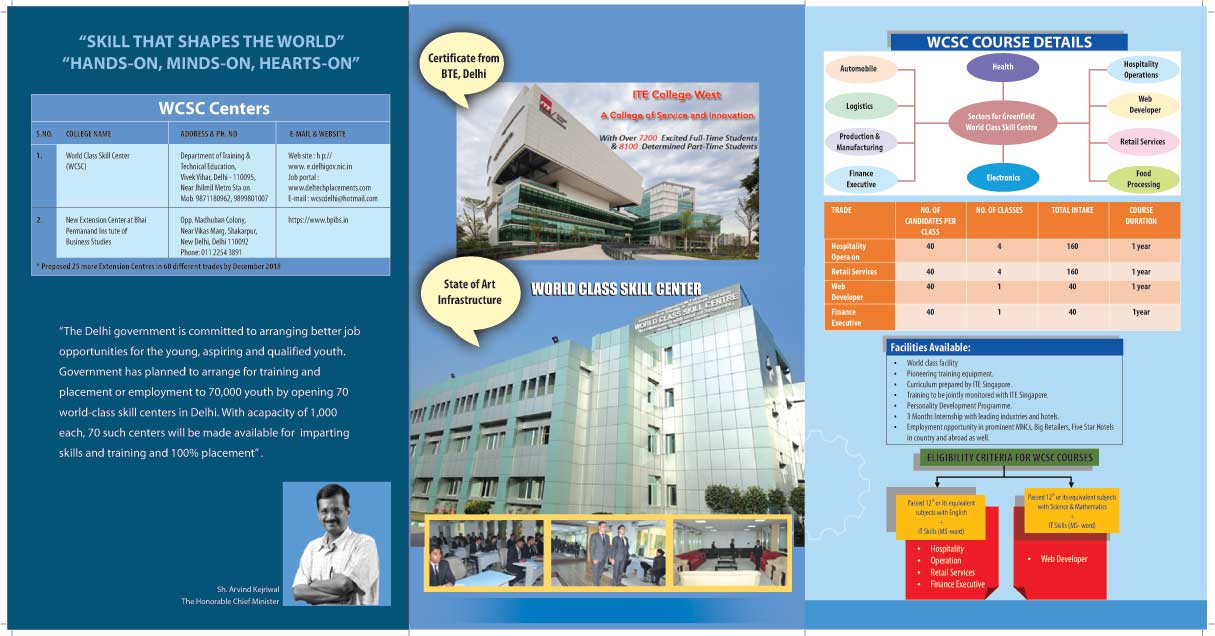 “SKILL THAT SHAPES THE WORLD”
“HANDS-ON, MINDS-ON, HEARTS-ON”
WCSC Centers
S.NO. COLLEGE NAME ADDRESS & PH. NO E-MAIL & WEBSITE
1. World Class Skill Center
(WCSC)
Department of Training &
Technical Education,
Vivek Vihar, Delhi - 110095,
Near Jhilmil Metro Sta on
Mob. 9871180962, 9899801007
Web site : h p://
www. e.delhigov.nic.in
Job portal :
www.deltechplacements.com
E-mail : wcscdelhi@hotmail.com
2. New Extension Center at Bhai
Permanand Ins tute of
Business Studies
Opp. Madhuban Colony,
Near Vikas Marg, Shakarpur,
New Delhi, Delhi 110092
Phone: 011 2254 3891
https://www.bpibs.in
* Proposed 25 more Extension Centres in 60 different trades by December 2018
“The Delhi government is committed to arranging better job
opportunities for the young, aspiring and qualified youth.
Government has planned to arrange for training and
placement or employment to 70,000 youth by opening 70
world-class skill centers in Delhi. With acapacity of 1,000
each, 70 such centers will be made available for imparting
skills and training and 100% placement” .
Sh. Arvind Kejriwal
The Honorable Chief Minister
Certificate from
BTE, Delhi
ITE College West
A College of Service and Innovation
With Over 7200 Excited Full-Time Students
& 8100 Determined Part-Time Students
ITE
State of Art
Infrastructure
WORLD CLASS SKILL CENTER
WORLD CLASS SKILL CENTRE
WCSC COURSE DETAILS
Automobile
Logistics
Production &
Manufacturing
Finance
Executive
Health
Sectors for Greenfield
World Class Skill Centre
Electronics
Hospitality
Operations
Web
Developer
Retail Services
Food
Processing
TRADE NO. OF CANDIDATES PER CLASS NO. OF CLASSES TOTAL INTAKE COURSE DURATION
Hospitality Opera on 40 4 160 1 year
Retail Services 40 4 160 1 year
Web Developer 40 1 40 1 year
Finance Executive 40 1 40 1year
Facilities Available:
• World class facility
• Pioneering training equipment.
• Curriculum prepared by ITE Singapore.
• Training to be jointly monitored with ITE Singapore.
• Personality Development Programme.
• 3 Months Internship with leading industries and hotels.
• Employment opportunity in prominent MNCs, Big Retailers, Five Star Hotels
in country and abroad as well.
ELIGIBILITY CRITERIA FOR WCSC COURSES
Passed 12th or its equivalent
subjects with English
+
IT Skills (MS-word)
• Hospitality
• Operation
• Retail Services
• Finance Executive
Passed 12th or its equivalent subjects
with Science & Mathematics
+
IT Skills (MS- word)
• Web Developer